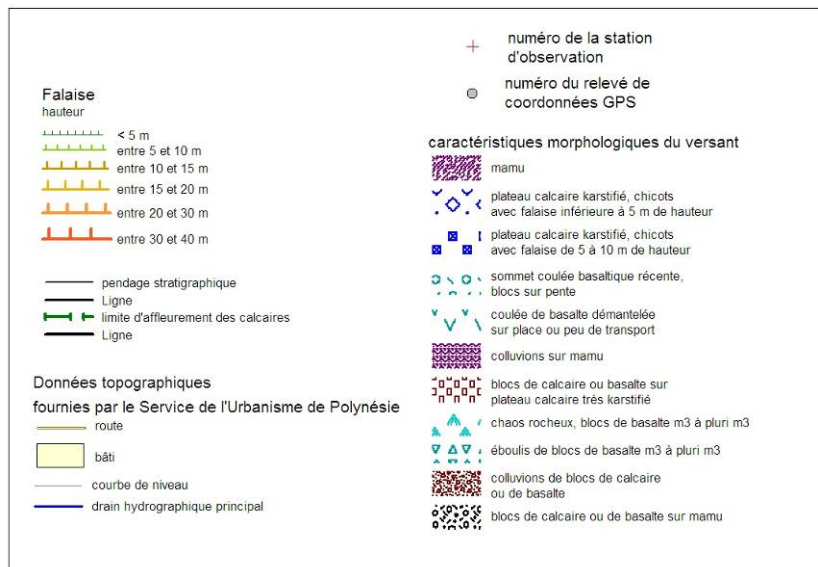 Falaise
hauteur
< 5 m
entre 5 et 10 m
entre 10 et 15 m
entre 15 et 20 m
entre 20 et 30 m
entre 30 et 40 m
pendage stratigraphique
Ligne
limite d'affleurement des calcaires
Ligne
Données topographiques
fournies par le Service de l'Urbanisme de Polynésie
route
bâti
courbe de niveau
drain hydrographique principal
numéro de la station
d'observation
numéro du relevé de
coordonnées GPS
caractéristiques morphologiques du versant
mamu
plateau calcaire karstifié, chicots
avec falaise inférieure à 5 m de hauteur
plateau calcaire karstifié, chicots
avec falaise de 5 à 10 m de hauteur
sommet coulée basaltique récente,
blocs sur pente
coulée de basalte démantelée
sur place ou peu de transport
colluvions sur mamu
blocs de calcaire ou basalte sur
plateau calcaire très karstifié
chaos rocheux, blocs de basalte m3 à pluri m3
éboulis de blocs de basalte m3 à pluri m3
colluvions de blocs de calcaire
ou de basalte
blocs de calcaire ou de basalte sur mamu